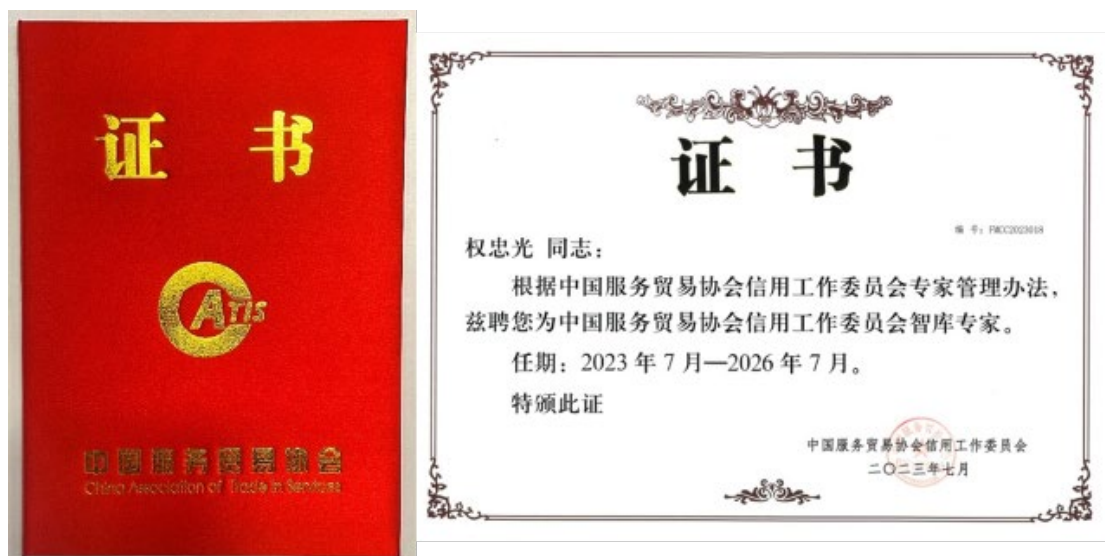 证 书
CATIS
中国服务贸易协会
China Association of Trade in Services
证 书
编 号：FMCC2023018
权忠光 同志：
根据中国服务贸易协会信用工作委员会专家管理办法，
兹聘您为中国服务贸易协会信用工作委员会智库专家。
任期：2023 年 7 月—2026 年 7 月。
特颁此证
中国服务贸易协会信用工作委员会
二〇二三年七月